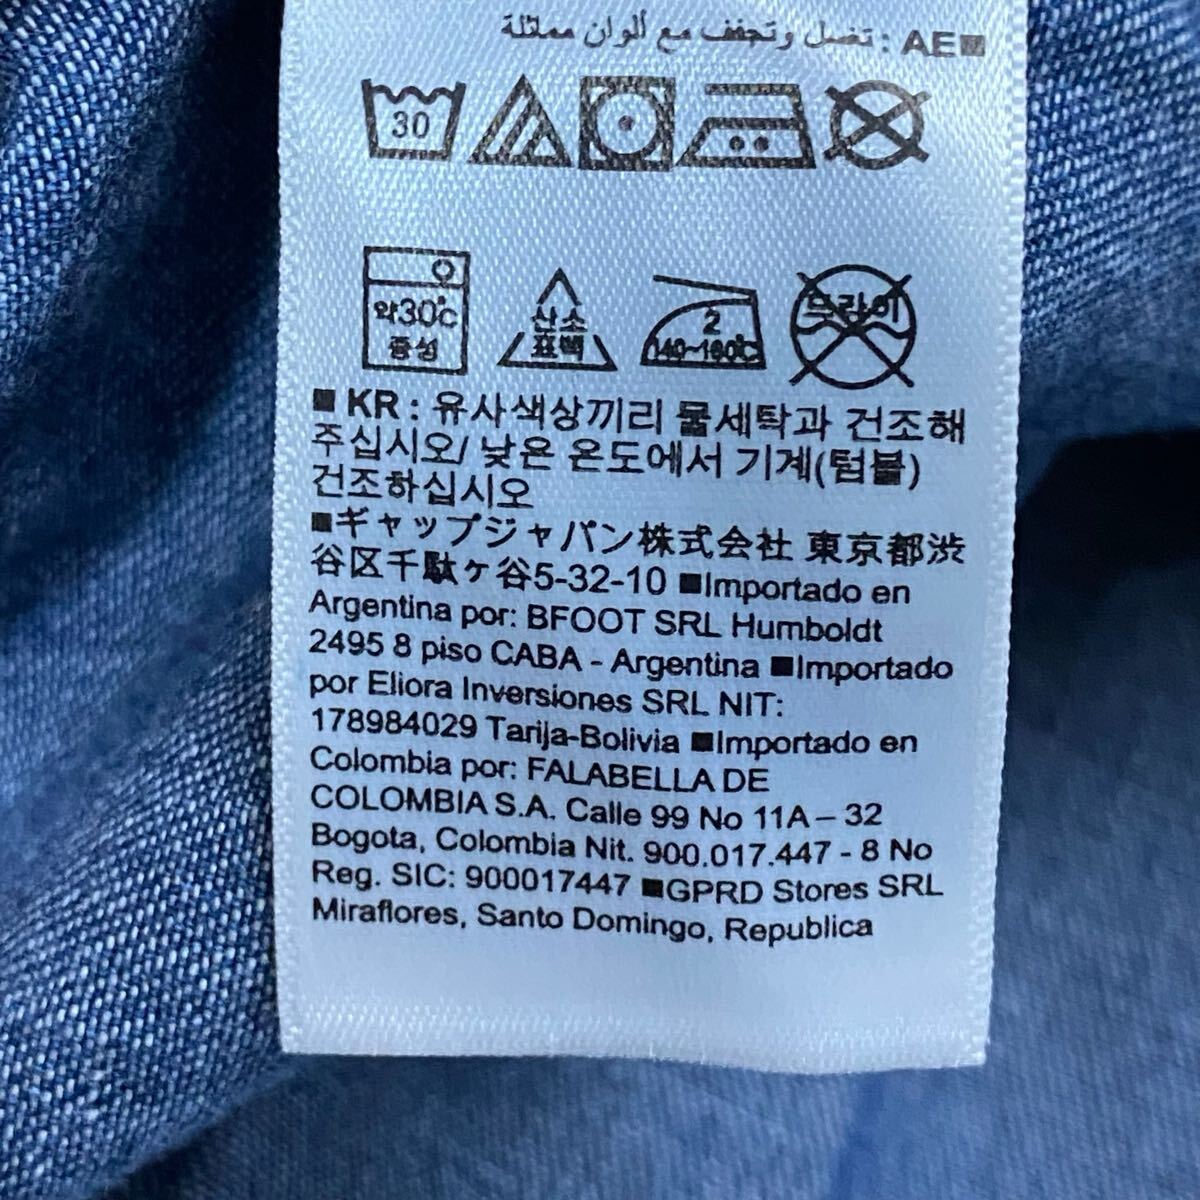 ■AE : تغسل وتجفف مع ألوان مماثلة
30
약30℃
중성
산소
표백
2
140~160℃
드라이
■ KR : 유사색상끼리 물세탁과 건조해
주십시오/ 낮은 온도에서 기계(텀블)
건조하십시오
■ギャップジャパン株式会社 東京都渋
谷区千駄ヶ谷5-32-10 ■Importado en
Argentina por: BFOOT SRL Humboldt
2495 8 piso CABA - Argentina ■Importado
por Eliora Inversiones SRL NIT:
178984029 Tarija-Bolivia ■Importado en
Colombia por: FALABELLA DE
COLOMBIA S.A. Calle 99 No 11A – 32
Bogota, Colombia Nit. 900.017.447 - 8 No
Reg. SIC: 900017447 ■GPRD Stores SRL
Miraflores, Santo Domingo, Republica